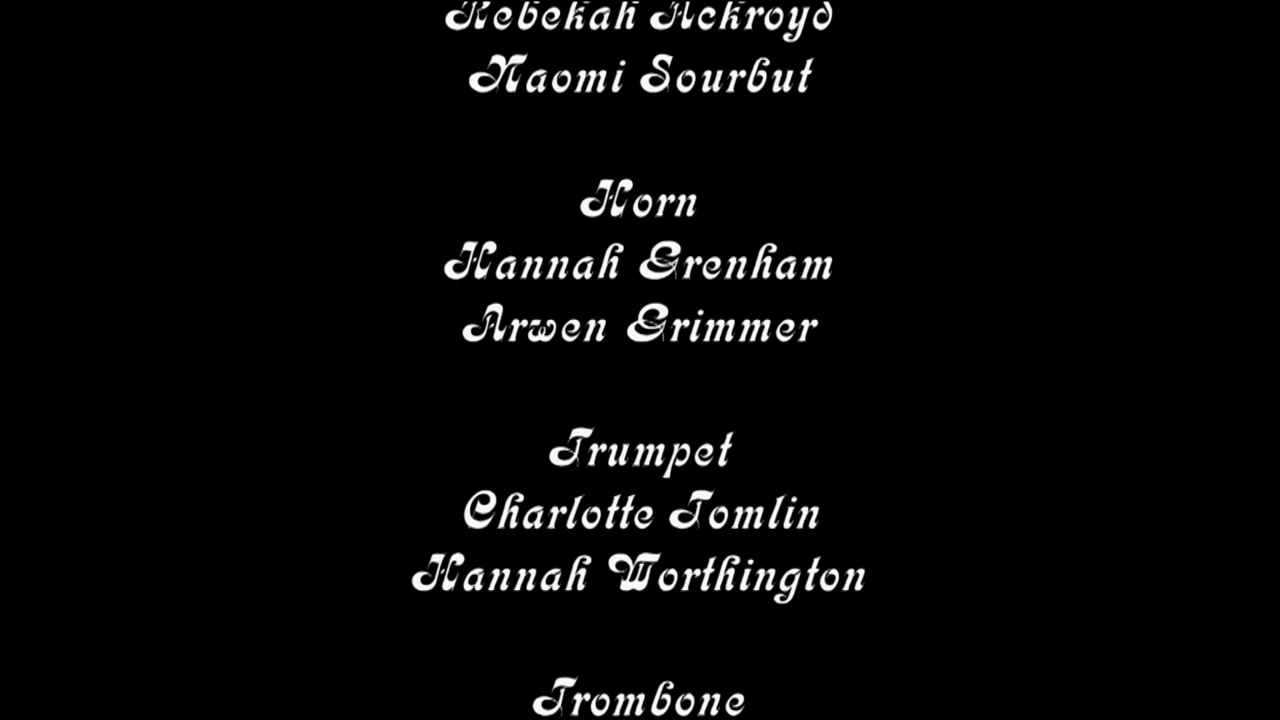 Rebekah Ackroyd
Naomi Sourbut
Horn
Hannah Grenham
Arwen Grimmer
Trumpet
Charlotte Tomlin
Hannah Worthington
Trombone